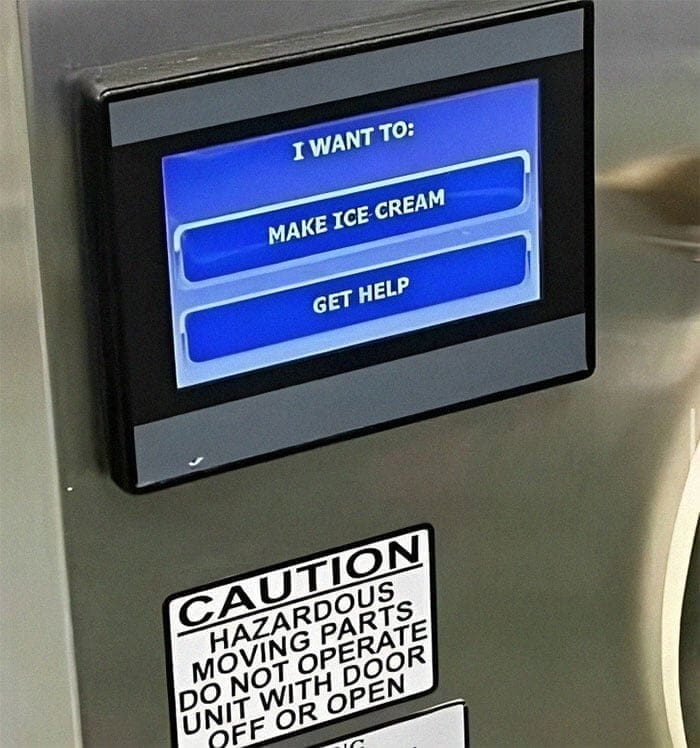 I WANT TO:
MAKE ICE CREAM
GET HELP
CAUTION
HAZARDOUS
MOVING PARTS
DO NOT OPERATE
UNIT WITH DOOR
OFF OR OPEN